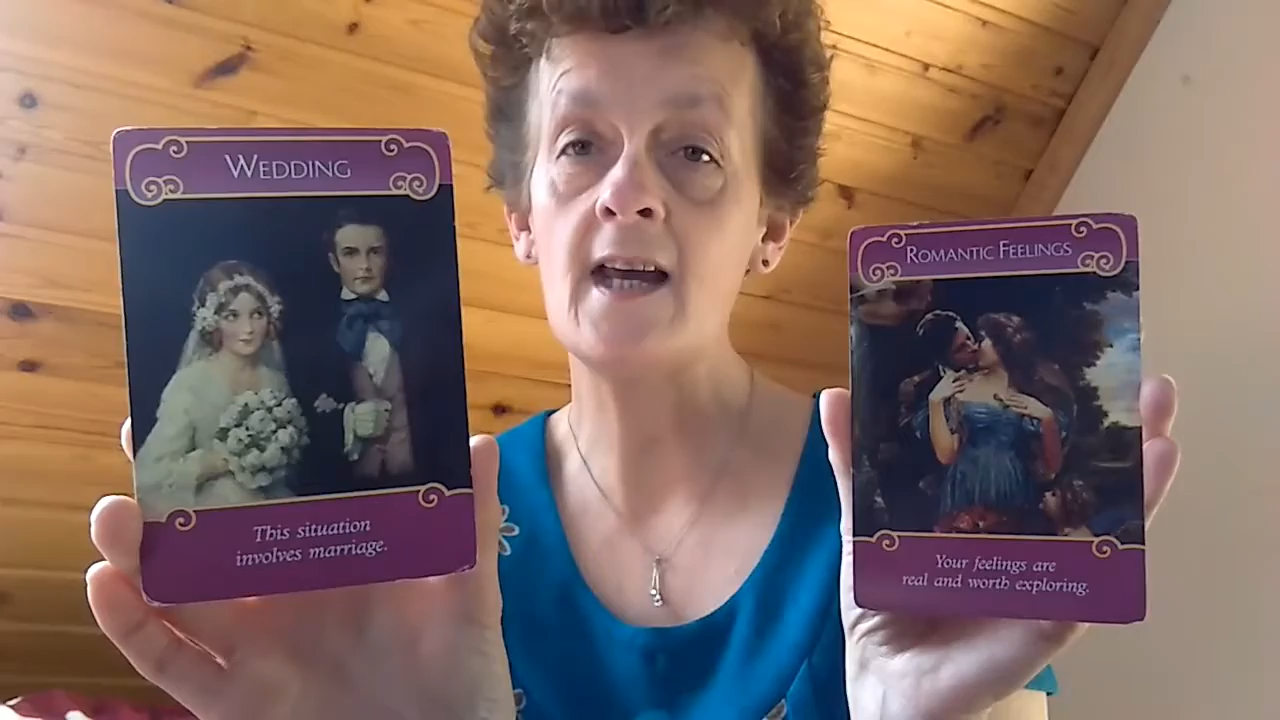 WEDDING
This situation
involves marriage.
ROMANTIC FEELINGS
Your feelings are
real and worth exploring.